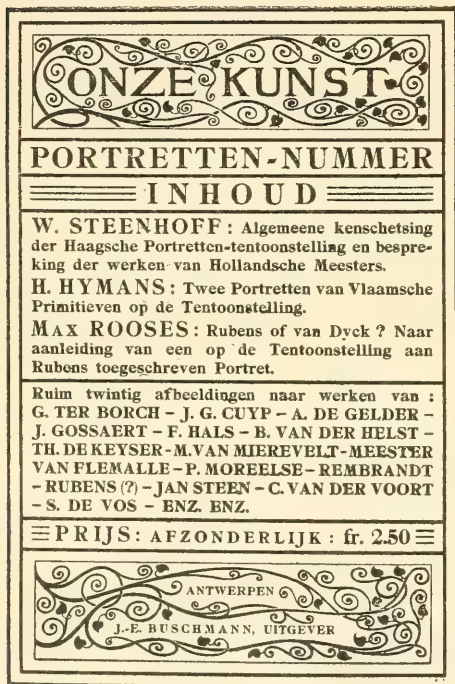 ONZE KUNST
PORTRETTEN-NUMMER
INHOUD
W. STEENHOFF: Algemeene kenschetsing
der Haagsche Portretten-tentoonstelling en bespre-
king der werken van Hollandsche Meesters.
H. HYMANS: Twee Portretten van Vlaamsche
Primitieven op de Tentoonstelling.
MAX ROOSES: Rubens of van Dyck? Naar
aanleiding van een op de Tentoonstelling aan
Rubens toegeschreven Portret.
Ruim twintig afbeeldingen naar werken van :
G. TER BORCH – J. G. CUYP – A. DE GELDER –
J. GOSSAERT – F. HALS – B. VAN DER HELST –
TH. DE KEYSER – M. VAN MIEREVELT – MEESTER
VAN FLEMALLE – P. MOREELSE – REMBRANDT
– RUBENS (?) – JAN STEEN – C. VAN DER VOORT
– S. DE VOS – ENZ. ENZ.
PRIJS: AFZONDERLIJK : fr. 2.50
ANTWERPEN
J.-E. BUSCHMANN, UITGEVER